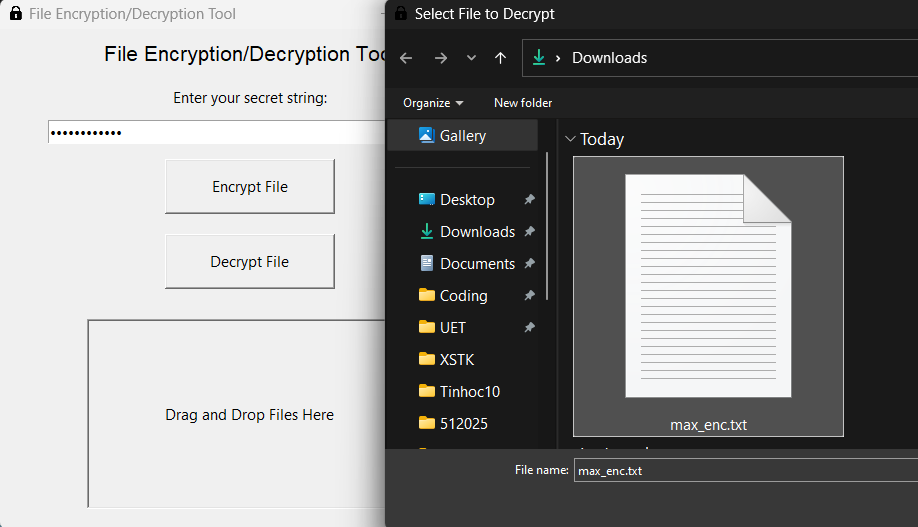 File Encryption/Decryption Tool
File Encryption/Decryption Too
Enter your secret string:
••••••••••••
Encrypt File
Decrypt File
Drag and Drop Files Here
Select File to Decrypt
Downloads
Organize
New folder
Gallery
Desktop
Downloads
Documents
Coding
UET
XSTK
Tinhoc10
512025
Today
max_enc.txt
File name: max_enc.txt